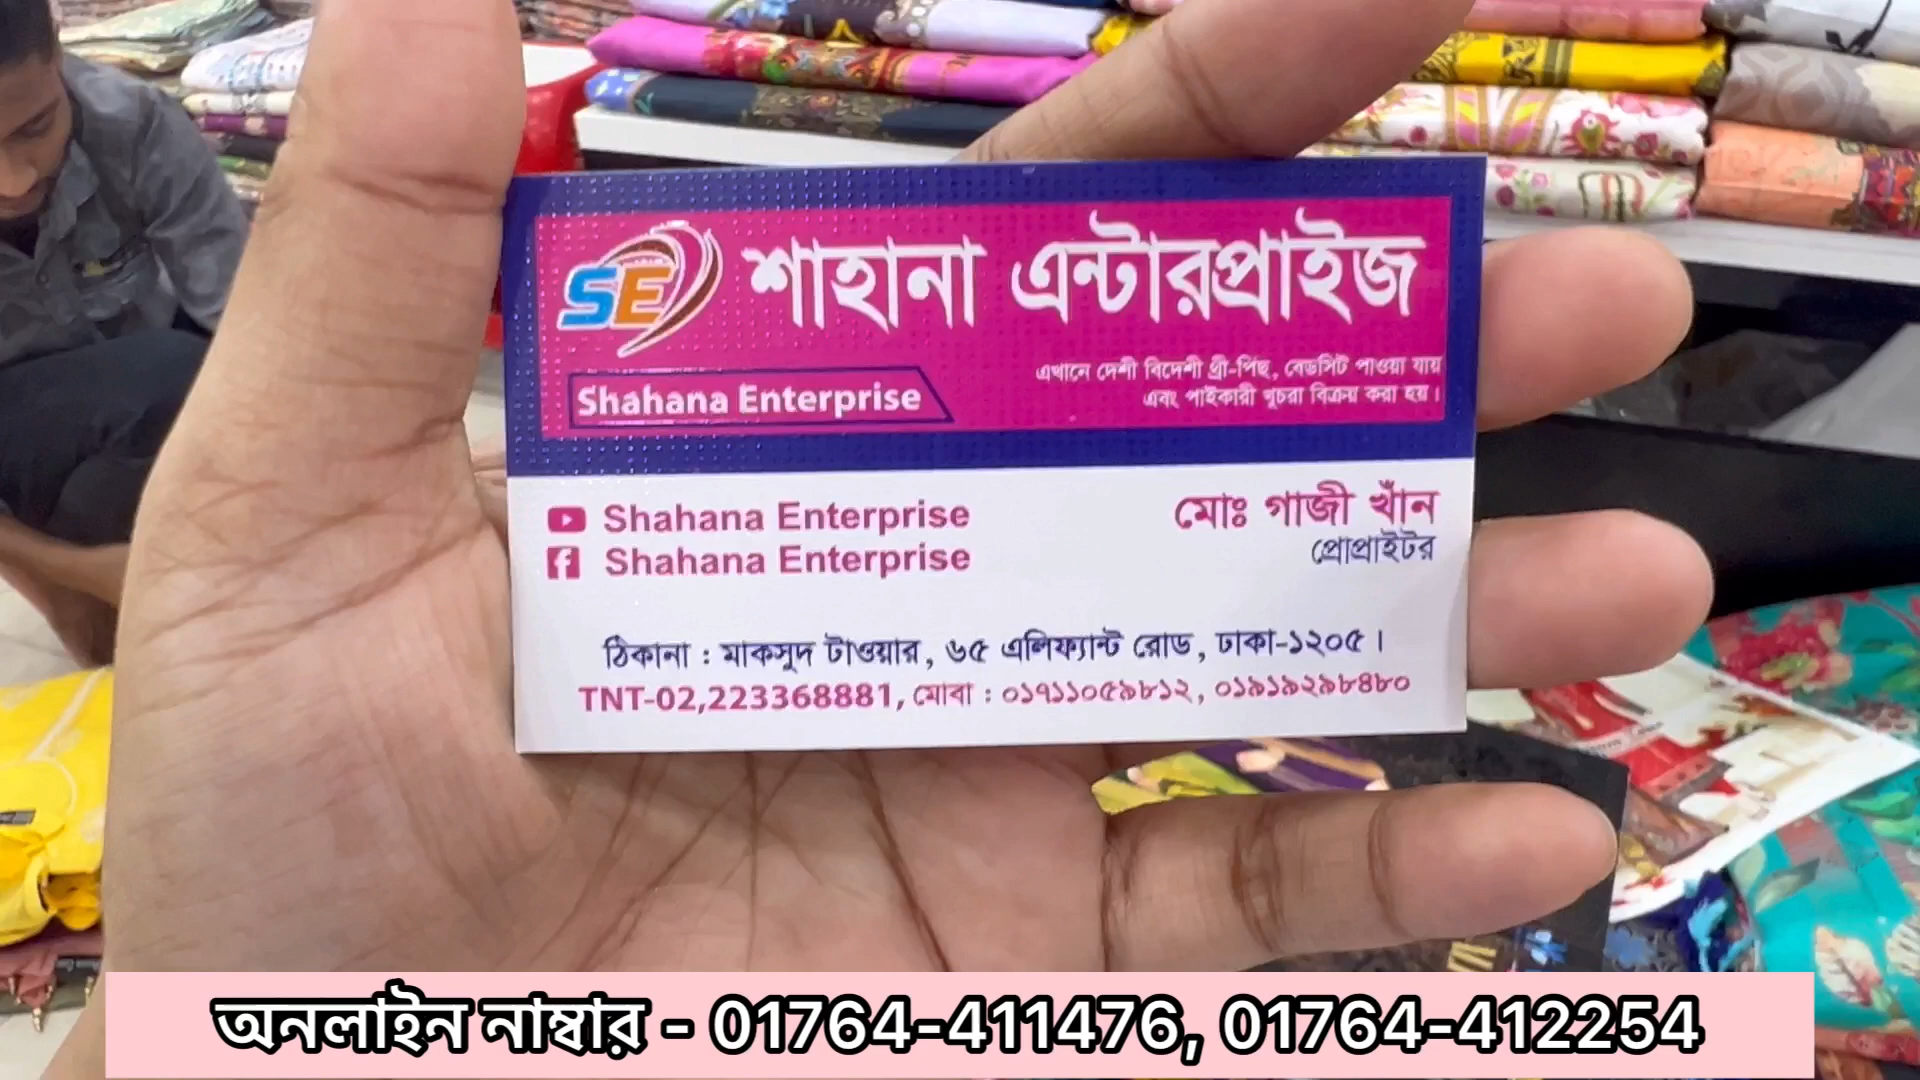 SE
শাহানা এন্টারপ্রাইজ
Shahana Enterprise
এখানে দেশী বিদেশী থ্রী-পিছ, বেডসিট পাওয়া যায়
এবং পাইকারী খুচরা বিক্রয় করা হয়।
Shahana Enterprise
Shahana Enterprise
মোঃ গাজী খাঁন
প্রোপ্রাইটর
ঠিকানা : মাকসুদ টাওয়ার, ৬৫ এলিফ্যান্ট রোড, ঢাকা-১২০৫।
TNT-02,223368881, মোবা : ০১৭১১০৫৯৮১২, ০১৯১৯২৯৮৪৮০
অনলাইন নাম্বার - 01764-411476, 01764-412254